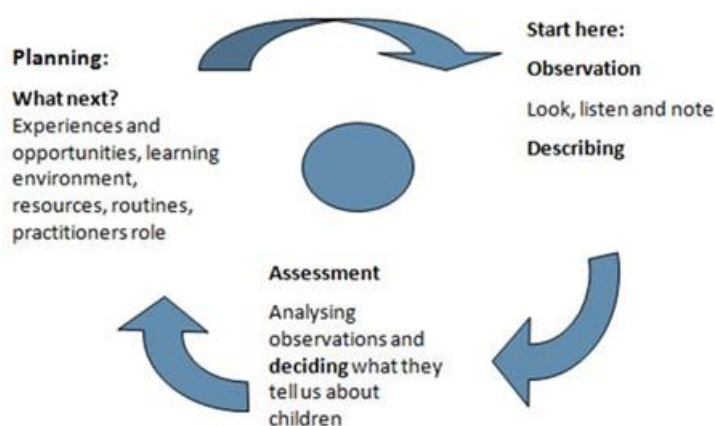 Start here:
Observation
Look, listen and note
Describing
Assessment
Analysing
observations and
deciding what they
tell us about
children
Planning:
What next?
Experiences and
opportunities, learning
environment,
resources, routines,
practitioners role